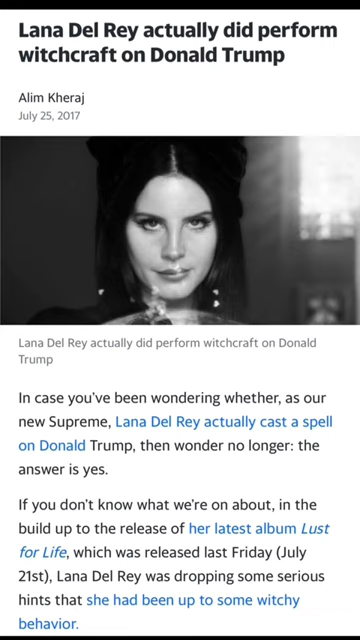 Lana Del Rey actually did perform
witchcraft on Donald Trump
Alim Kheraj
July 25, 2017
Lana Del Rey actually did perform witchcraft on Donald
Trump
In case you’ve been wondering whether, as our
new Supreme, Lana Del Rey actually cast a spell
on Donald Trump, then wonder no longer: the
answer is yes.
If you don’t know what we’re on about, in the
build up to the release of her latest album Lust
for Life, which was released last Friday (July
21st), Lana Del Rey was dropping some serious
hints that she had been up to some witchy
behavior.